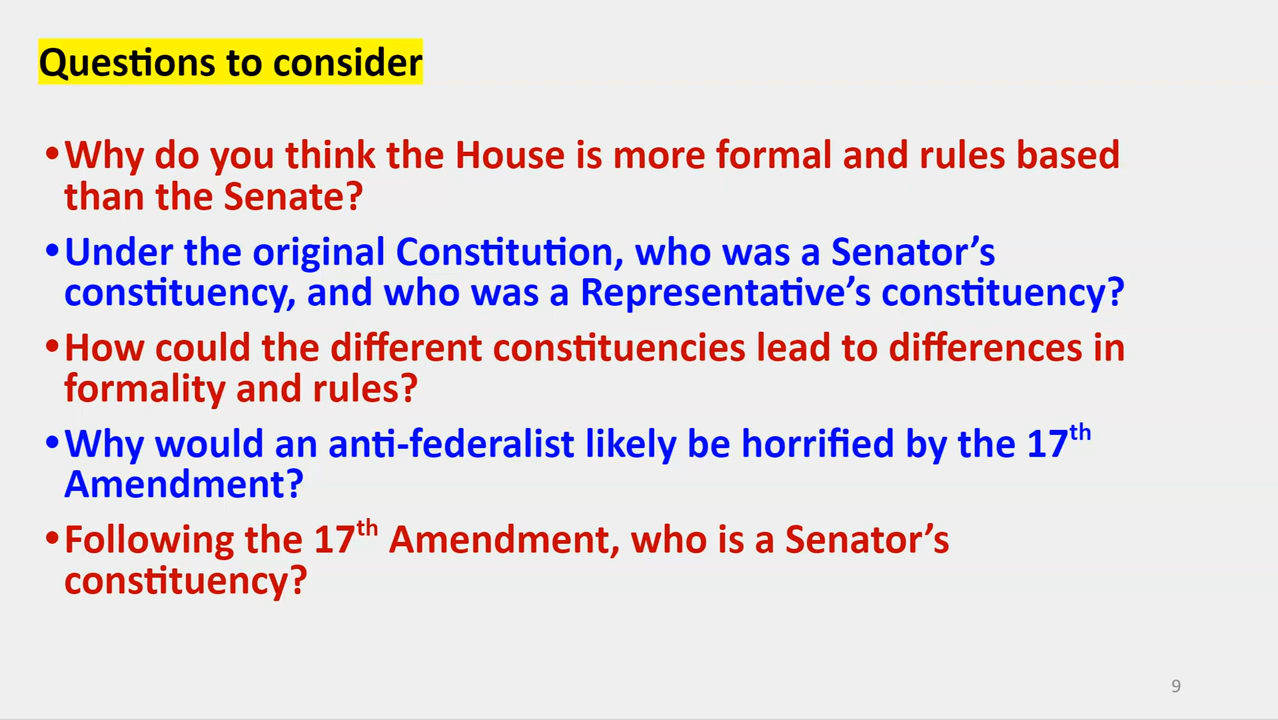 Questions to consider
•Why do you think the House is more formal and rules based
than the Senate?
•Under the original Constitution, who was a Senator’s
constituency, and who was a Representative’s constituency?
•How could the different constituencies lead to differences in
formality and rules?
•Why would an anti-federalist likely be horrified by the 17th
Amendment?
•Following the 17th Amendment, who is a Senator’s
constituency?
9